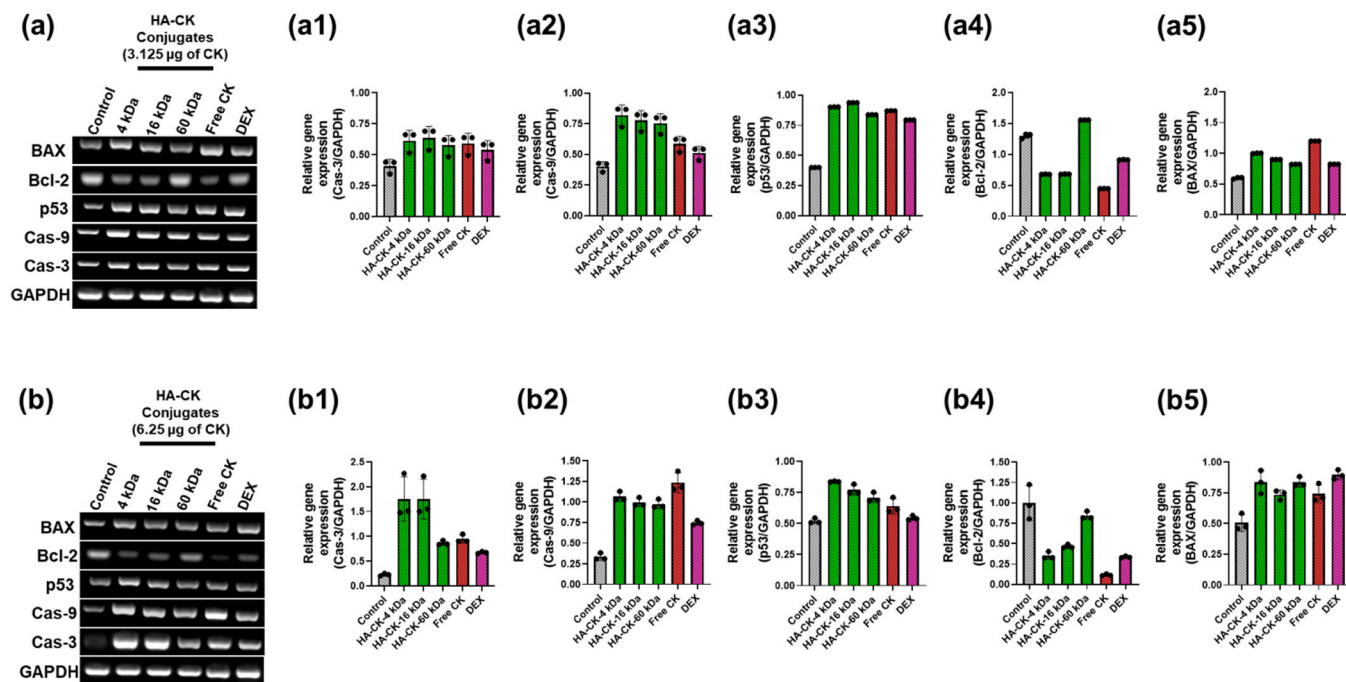 (a)
HA-CK
Conjugates
(3.125 µg of CK)
Control
4 kDa
16 kDa
60 kDa
Free CK
DEX
BAX
Bcl-2
p53
Cas-9
Cas-3
GAPDH
(a1)
Relative gene
expression
(Cas-3/GAPDH)
1.00
0.75
0.50
0.25
0.00
Control
HA-CK-4 kDa
HA-CK-16 kDa
HA-CK-60 kDa
Free CK
DEX
(a2)
Relative gene
expression
(Cas-9/GAPDH)
1.00
0.75
0.50
0.25
0.00
Control
HA-CK-4 kDa
HA-CK-16 kDa
HA-CK-60 kDa
Free CK
DEX
(a3)
Relative gene
expression
(p53/GAPDH)
1.00
0.75
0.50
0.25
0.00
Control
HA-CK-4 kDa
HA-CK-16 kDa
HA-CK-60 kDa
Free CK
DEX
(a4)
Relative gene
expression
(Bcl-2/GAPDH)
2.0
1.5
1.0
0.5
0.0
Control
HA-CK-4 kDa
HA-CK-16 kDa
HA-CK-60 kDa
Free CK
DEX
(a5)
Relative gene
expression
(BAX/GAPDH)
2.0
1.5
1.0
0.5
0.0
Control
HA-CK-4 kDa
HA-CK-16 kDa
HA-CK-60 kDa
Free CK
DEX
(b)
HA-CK
Conjugates
(6.25 µg of CK)
Control
4 kDa
16 kDa
60 kDa
Free CK
DEX
BAX
Bcl-2
p53
Cas-9
Cas-3
GAPDH
(b1)
Relative gene
expression
(Cas-3/GAPDH)
2.5
2.0
1.5
1.0
0.5
0.0
Control
HA-CK-4 kDa
HA-CK-16 kDa
HA-CK-60 kDa
Free CK
DEX
(b2)
Relative gene
expression
(Cas-9/GAPDH)
1.50
1.25
1.00
0.75
0.50
0.25
0.00
Control
HA-CK-4 kDa
HA-CK-16 kDa
HA-CK-60 kDa
Free CK
DEX
(b3)
Relative gene
expression
(p53/GAPDH)
1.00
0.75
0.50
0.25
0.00
Control
HA-CK-4 kDa
HA-CK-16 kDa
HA-CK-60 kDa
Free CK
DEX
(b4)
Relative gene
expression
(Bcl-2/GAPDH)
1.50
1.25
1.00
0.75
0.50
0.25
0.00
Control
HA-CK-4 kDa
HA-CK-16 kDa
HA-CK-60 kDa
Free CK
DEX
(b5)
Relative gene
expression
(BAX/GAPDH)
1.00
0.75
0.50
0.25
0.00
Control
HA-CK-4 kDa
HA-CK-16 kDa
HA-CK-60 kDa
Free CK
DEX